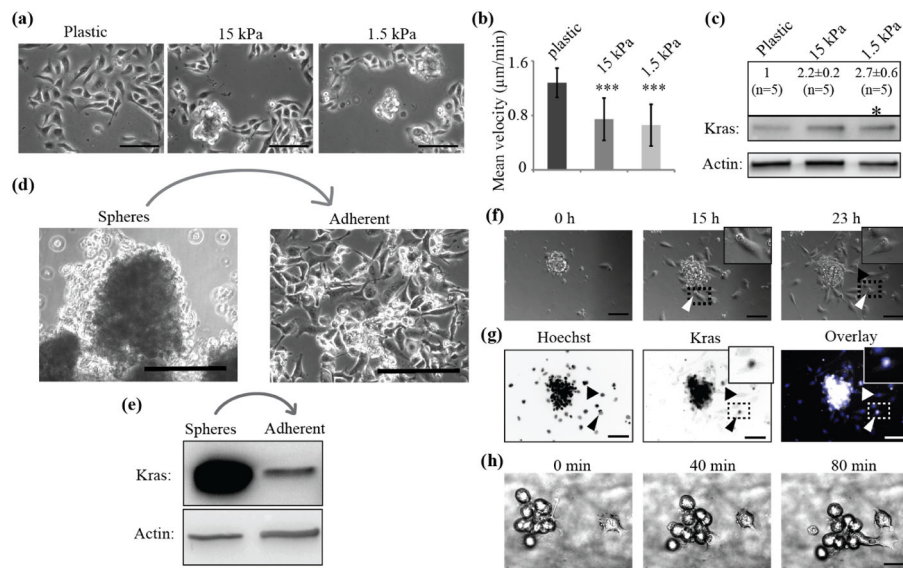 (a)
Plastic
15 kPa
1.5 kPa
(b)
plastic
15 kPa
1.5 kPa
Mean velocity (μm/min)
1.6
0.8
0
***
***
(c)
Plastic
15 kPa
1.5 kPa
1
2.2±0.2
2.7±0.6
(n=5)
(n=5)
(n=5)
*
Kras:
Actin:
(d)
Spheres
Adherent
(e)
Spheres
Adherent
Kras:
Actin:
(f)
0 h
15 h
23 h
(g)
Hoechst
Kras
Overlay
(h)
0 min
40 min
80 min